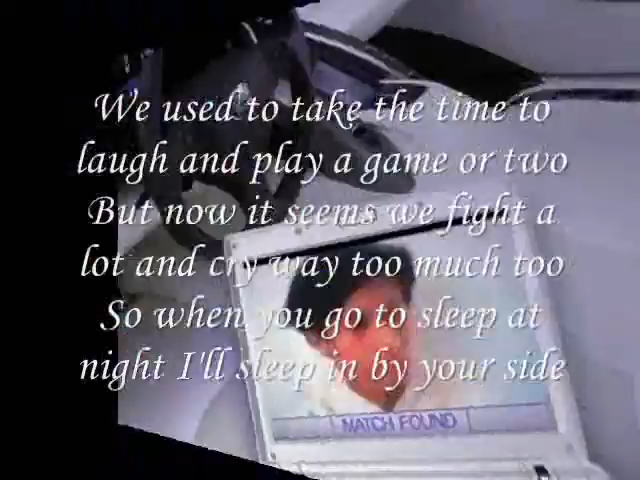 We used to take the time to
laugh and play a game or two
But now it seems we fight a
lot and cry way too much too
So when you go to sleep at
night I'll sleep in by your side
MATCH FOUND